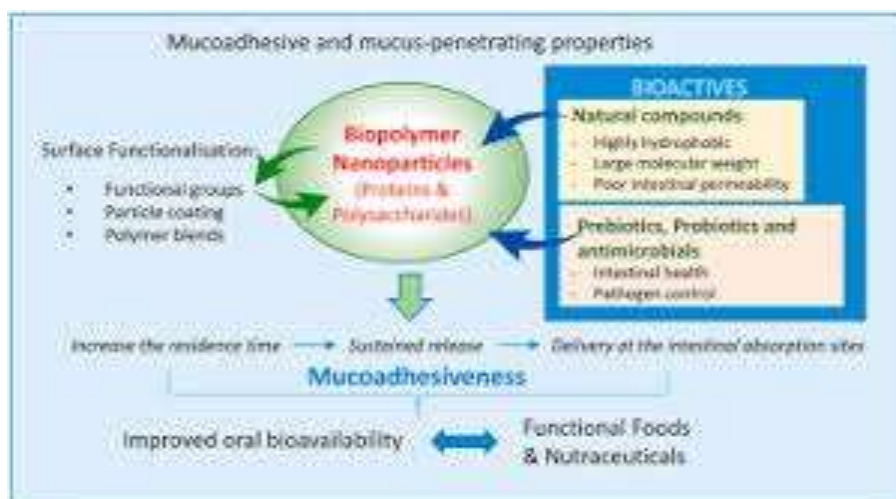 Mucoadhesive and mucus-penetrating properties
BIOACTIVES
Natural compounds
- Highly hydrophobic
- Large molecular weight
- Poor intestinal permeability
Prebiotics, Probiotics and
antimicrobials
- Intestinal health
- Pathogen control
Biopolymer
Nanoparticles
(Proteins &
Polysaccharides)
Surface Functionalisation:
• Functional groups
• Particle coating
• Polymer blends
Increase the residence time
Sustained release
Delivery at the intestinal absorption sites
Mucoadhesiveness
Improved oral bioavailability
Functional Foods
& Nutraceuticals